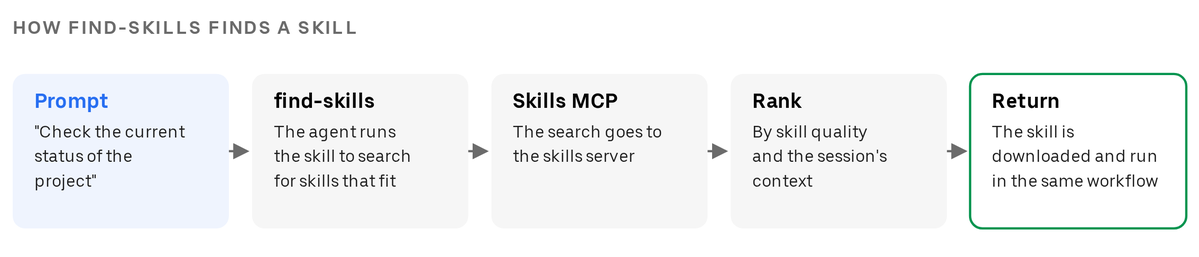 HOW FIND-SKILLS FINDS A SKILL
Prompt
"Check the current
status of the
project"
find-skills
The agent runs
the skill to search
for skills that fit
Skills MCP
The search goes to
the skills server
Rank
By skill quality
and the session's
context
Return
The skill is
downloaded and run
in the same workflow